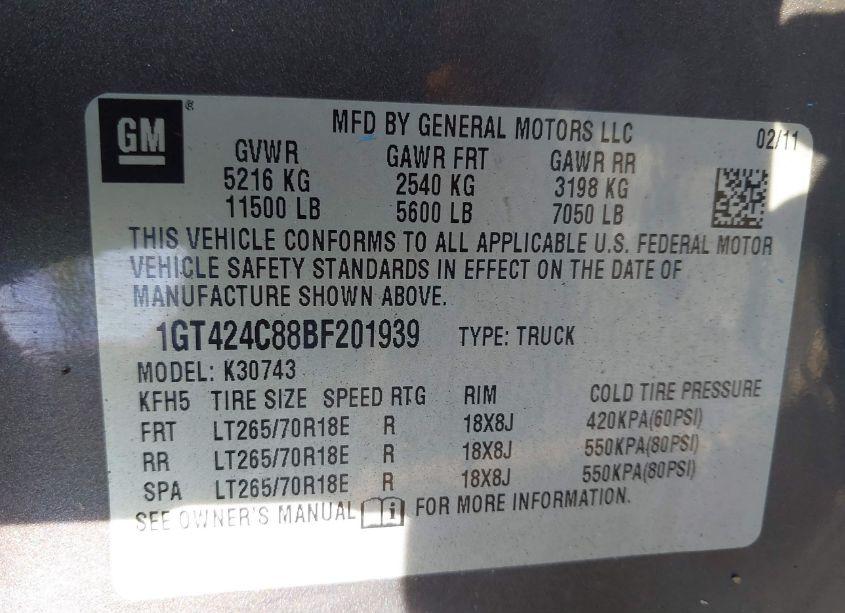 GM ®
MFD BY GENERAL MOTORS LLC 02/11
GVWR GAWR FRT GAWR RR
5216 KG 2540 KG 3198 KG
11500 LB 5600 LB 7050 LB
THIS VEHICLE CONFORMS TO ALL APPLICABLE U.S. FEDERAL MOTOR
VEHICLE SAFETY STANDARDS IN EFFECT ON THE DATE OF
MANUFACTURE SHOWN ABOVE.
1GT424C88BF201939 TYPE: TRUCK
MODEL: K30743
KFH5 TIRE SIZE SPEED RTG RIM COLD TIRE PRESSURE
FRT LT265/70R18E R 18X8J 420KPA(60PSI)
RR LT265/70R18E R 18X8J 550KPA(80PSI)
SPA LT265/70R18E R 18X8J 550KPA(80PSI)
SEE OWNER'S MANUAL i FOR MORE INFORMATION.